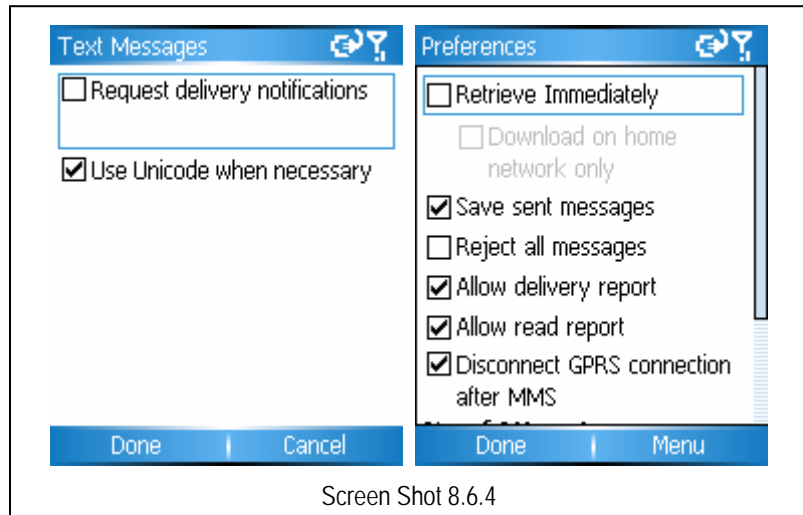 Text Messages
Request delivery notifications
Use Unicode when necessary
Done Cancel
Preferences
Retrieve Immediately
Download on home
network only
Save sent messages
Reject all messages
Allow delivery report
Allow read report
Disconnect GPRS connection
after MMS
Done Menu
Screen Shot 8.6.4